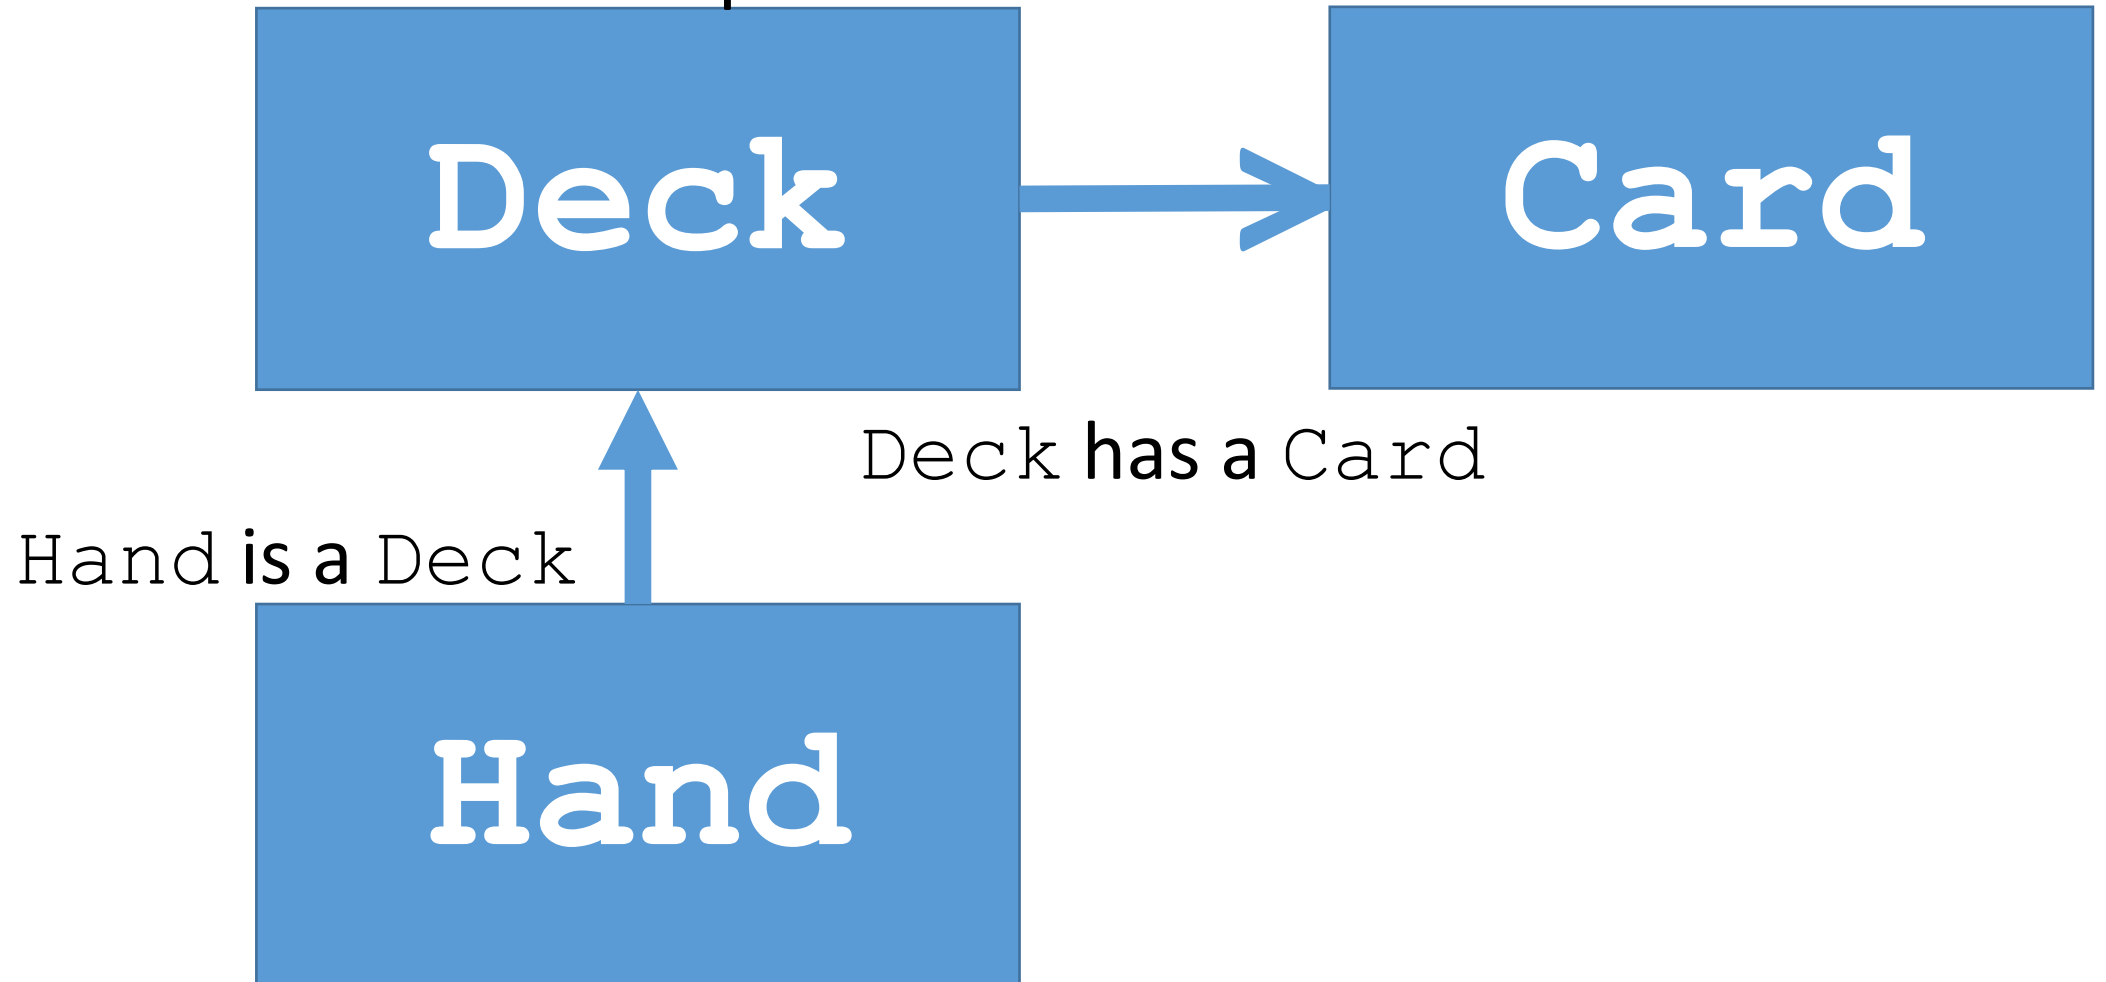 Deck
Card
Deck has a Card
Hand is a Deck
Hand